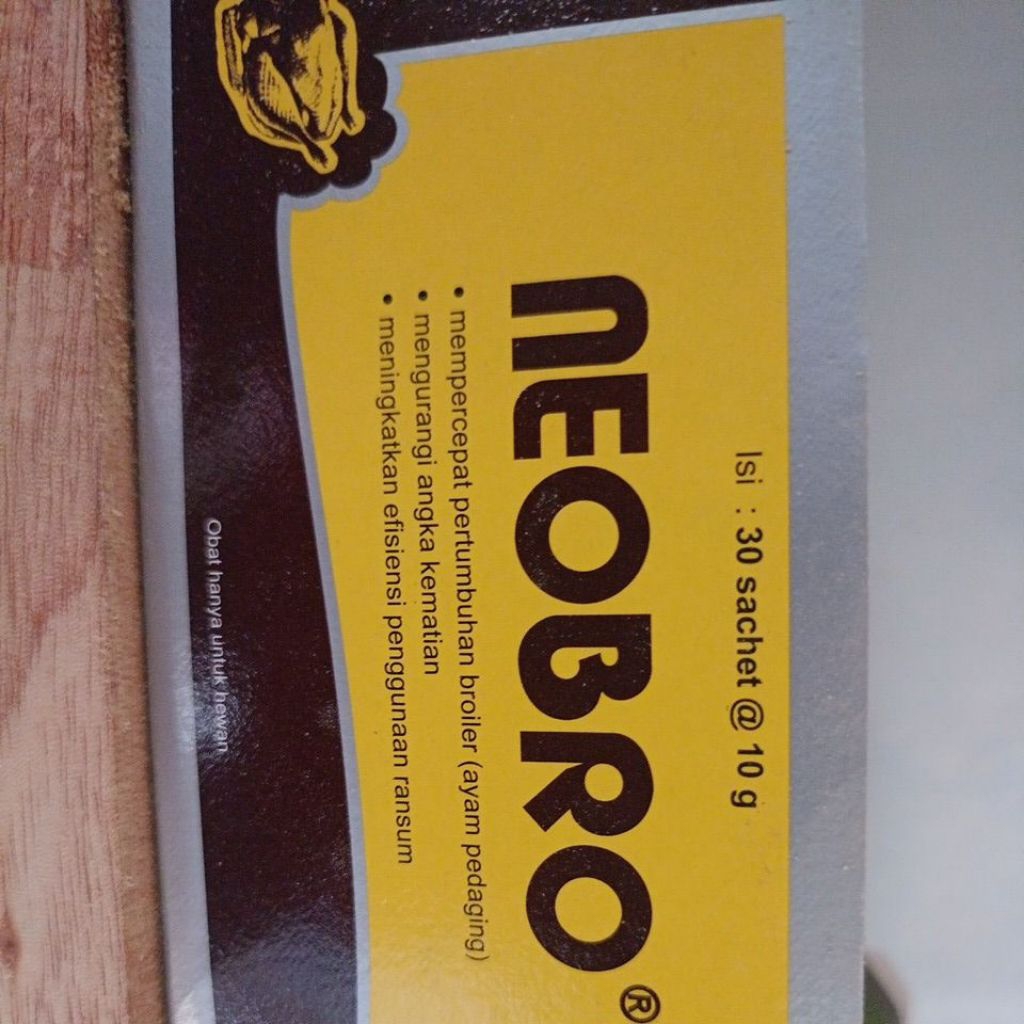 Isi : 30 sachet @ 10 g
NEOBRO®
• mempercepat pertumbuhan broiler (ayam pedaging)
• mengurangi angka kematian
• meningkatkan efisiensi penggunaan ransum
Obat hanya untuk hewan